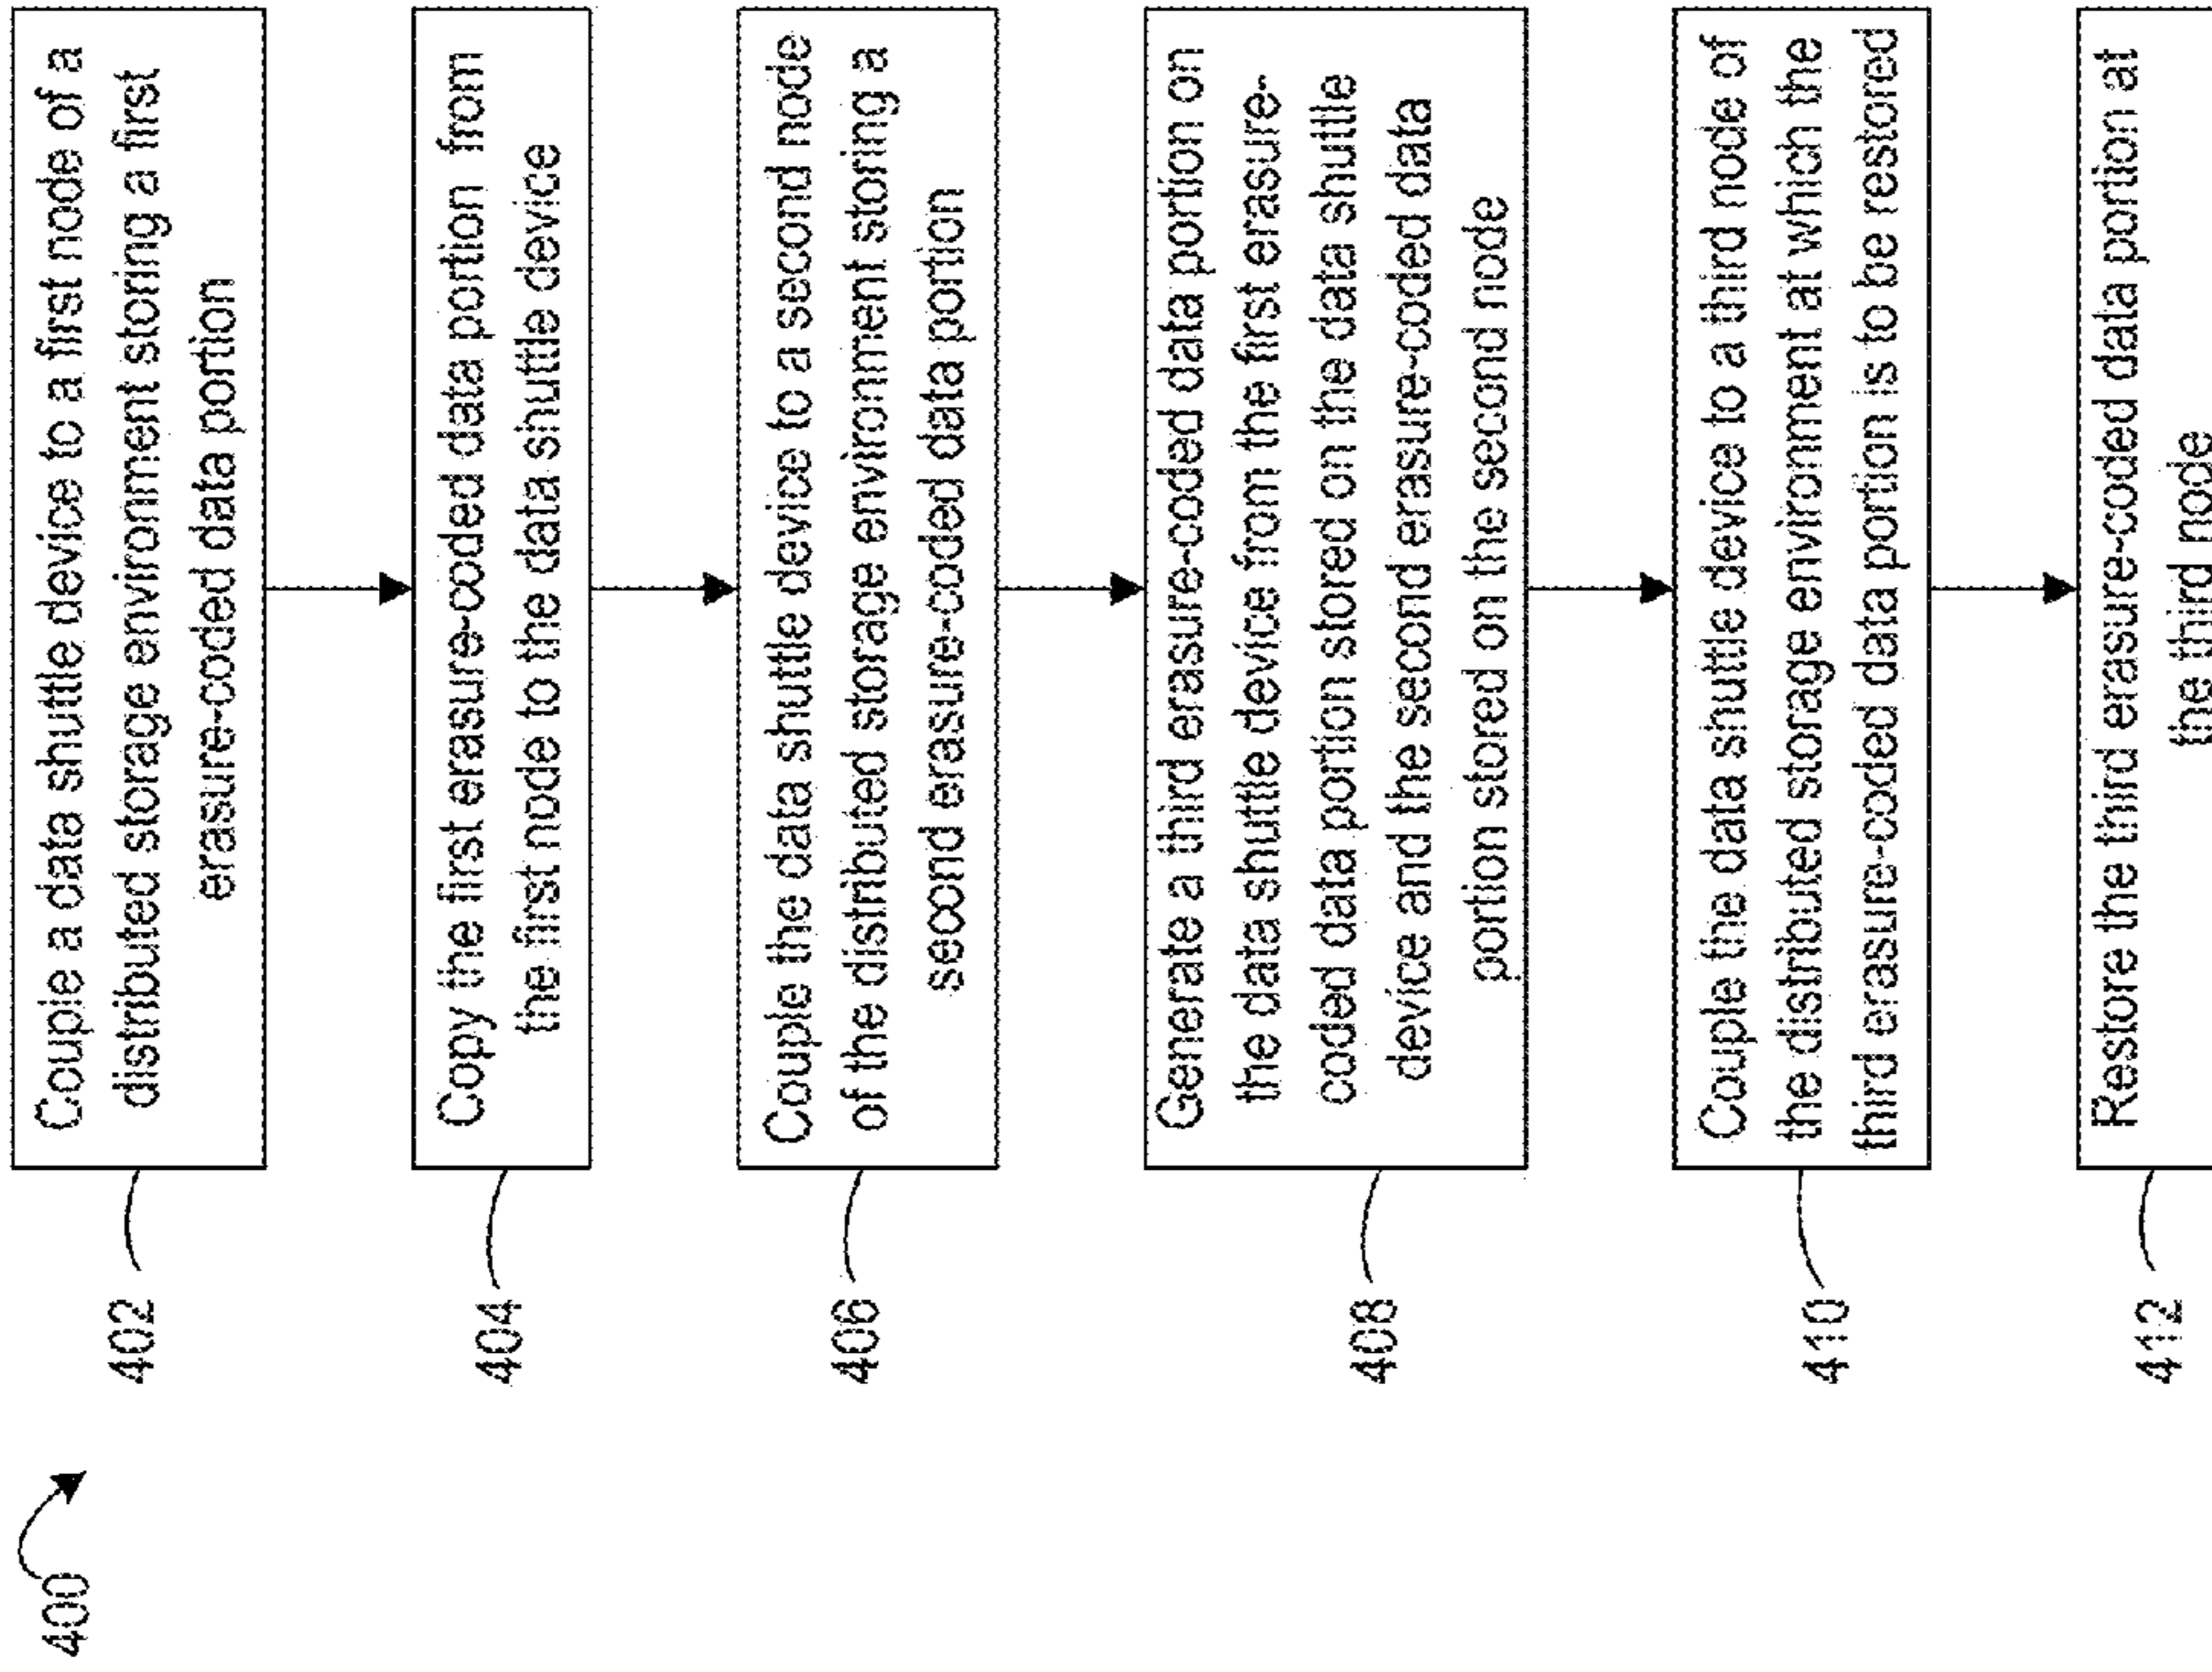 400
402
Couple a data shuttle device to a first node of a
distributed storage environment storing a first
erasure-coded data portion
404
Copy the first erasure-coded data portion from
the first node to the data shuttle device
406
Couple the data shuttle device to a second node
of the distributed storage environment storing a
second erasure-coded data portion
408
Generate a third erasure-coded data portion on
the data shuttle device from the first erasure-
coded data portion stored on the data shuttle
device and the second erasure-coded data
portion stored on the second node
410
Couple the data shuttle device to a third node of
the distributed storage environment at which the
third erasure-coded data portion is to be restored
412
Restore the third erasure-coded data portion at
the third node